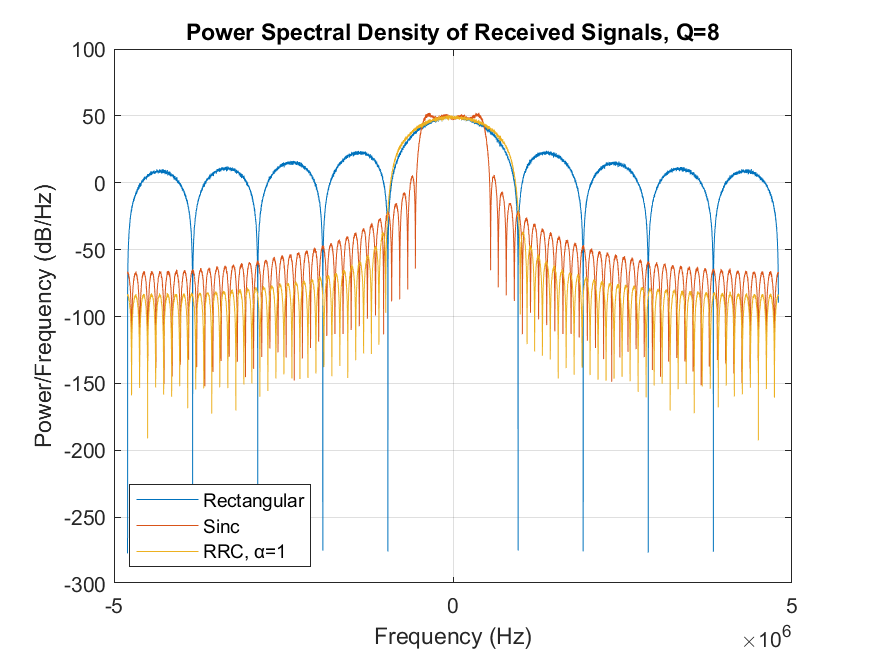 Power Spectral Density of Received Signals, Q=8
Power/Frequency (dB/Hz)
100
50
0
-50
-100
-150
-200
-250
-300
Rectangular
Sinc
RRC, α=1
-5
0
5
×10^6
Frequency (Hz)